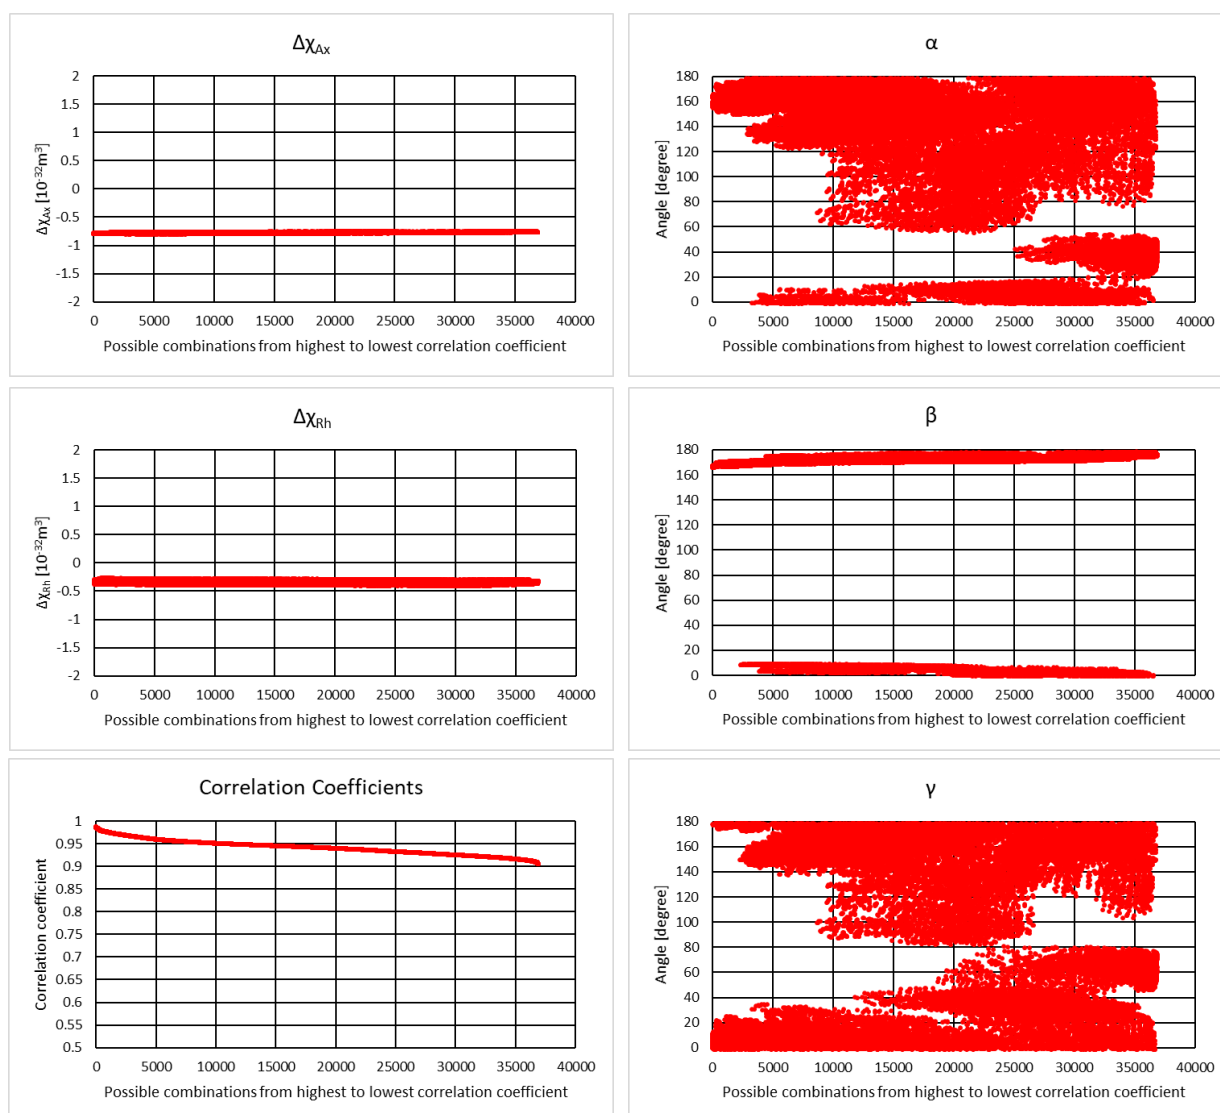 Δχ_Ax
2
1.5
1
0.5
0
-0.5
-1
-1.5
-2
Δχ_Ax [10^-32 m^3]
0 5000 10000 15000 20000 25000 30000 35000 40000
Possible combinations from highest to lowest correlation coefficient
α
180
160
140
120
100
80
60
40
20
0
Angle [degree]
0 5000 10000 15000 20000 25000 30000 35000 40000
Possible combinations from highest to lowest correlation coefficient
Δχ_Rh
2
1.5
1
0.5
0
-0.5
-1
-1.5
-2
Δχ_Rh [10^-32 m^3]
0 5000 10000 15000 20000 25000 30000 35000 40000
Possible combinations from highest to lowest correlation coefficient
β
180
160
140
120
100
80
60
40
20
0
Angle [degree]
0 5000 10000 15000 20000 25000 30000 35000 40000
Possible combinations from highest to lowest correlation coefficient
Correlation Coefficients
1
0.95
0.9
0.85
0.8
0.75
0.7
0.65
0.6
0.55
0.5
Correlation coefficient
0 5000 10000 15000 20000 25000 30000 35000 40000
Possible combinations from highest to lowest correlation coefficient
γ
180
160
140
120
100
80
60
40
20
0
Angle [degree]
0 5000 10000 15000 20000 25000 30000 35000 40000
Possible combinations from highest to lowest correlation coefficient